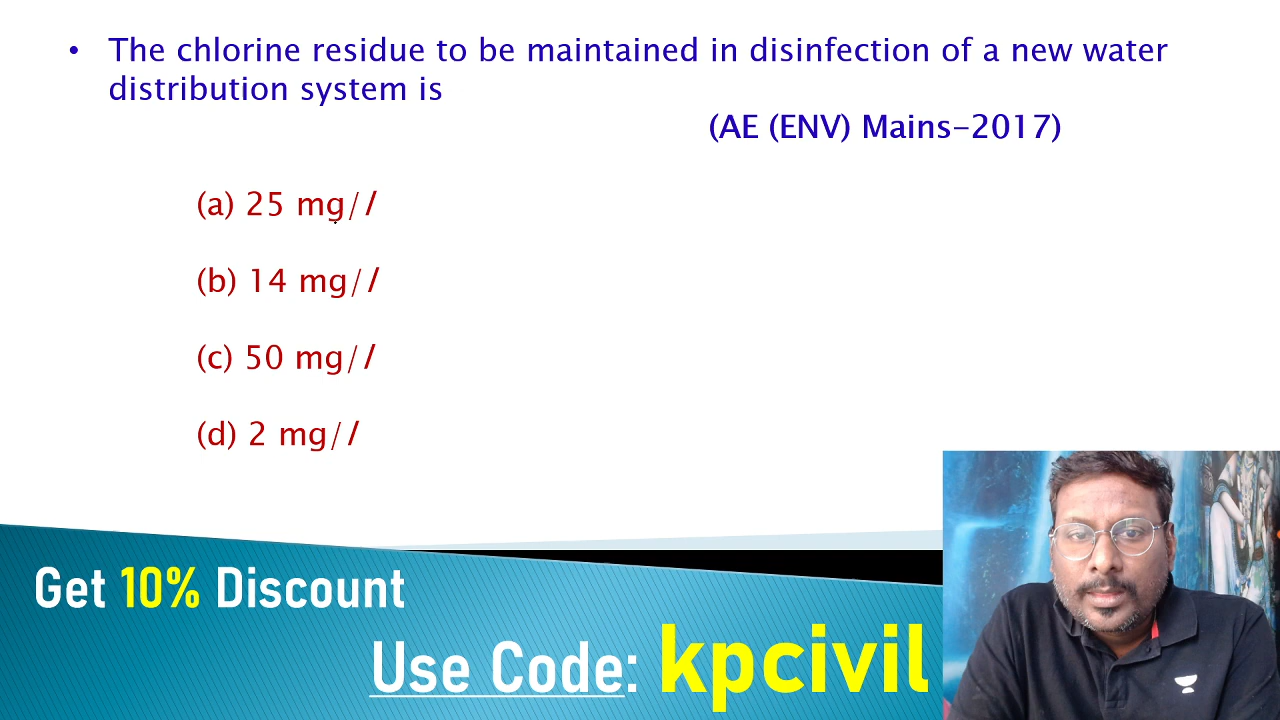 • The chlorine residue to be maintained in disinfection of a new water
distribution system is
(AE (ENV) Mains-2017)
(a) 25 mg/l
(b) 14 mg/l
(c) 50 mg/l
(d) 2 mg/l
Get 10% Discount
Use Code: kpcivil